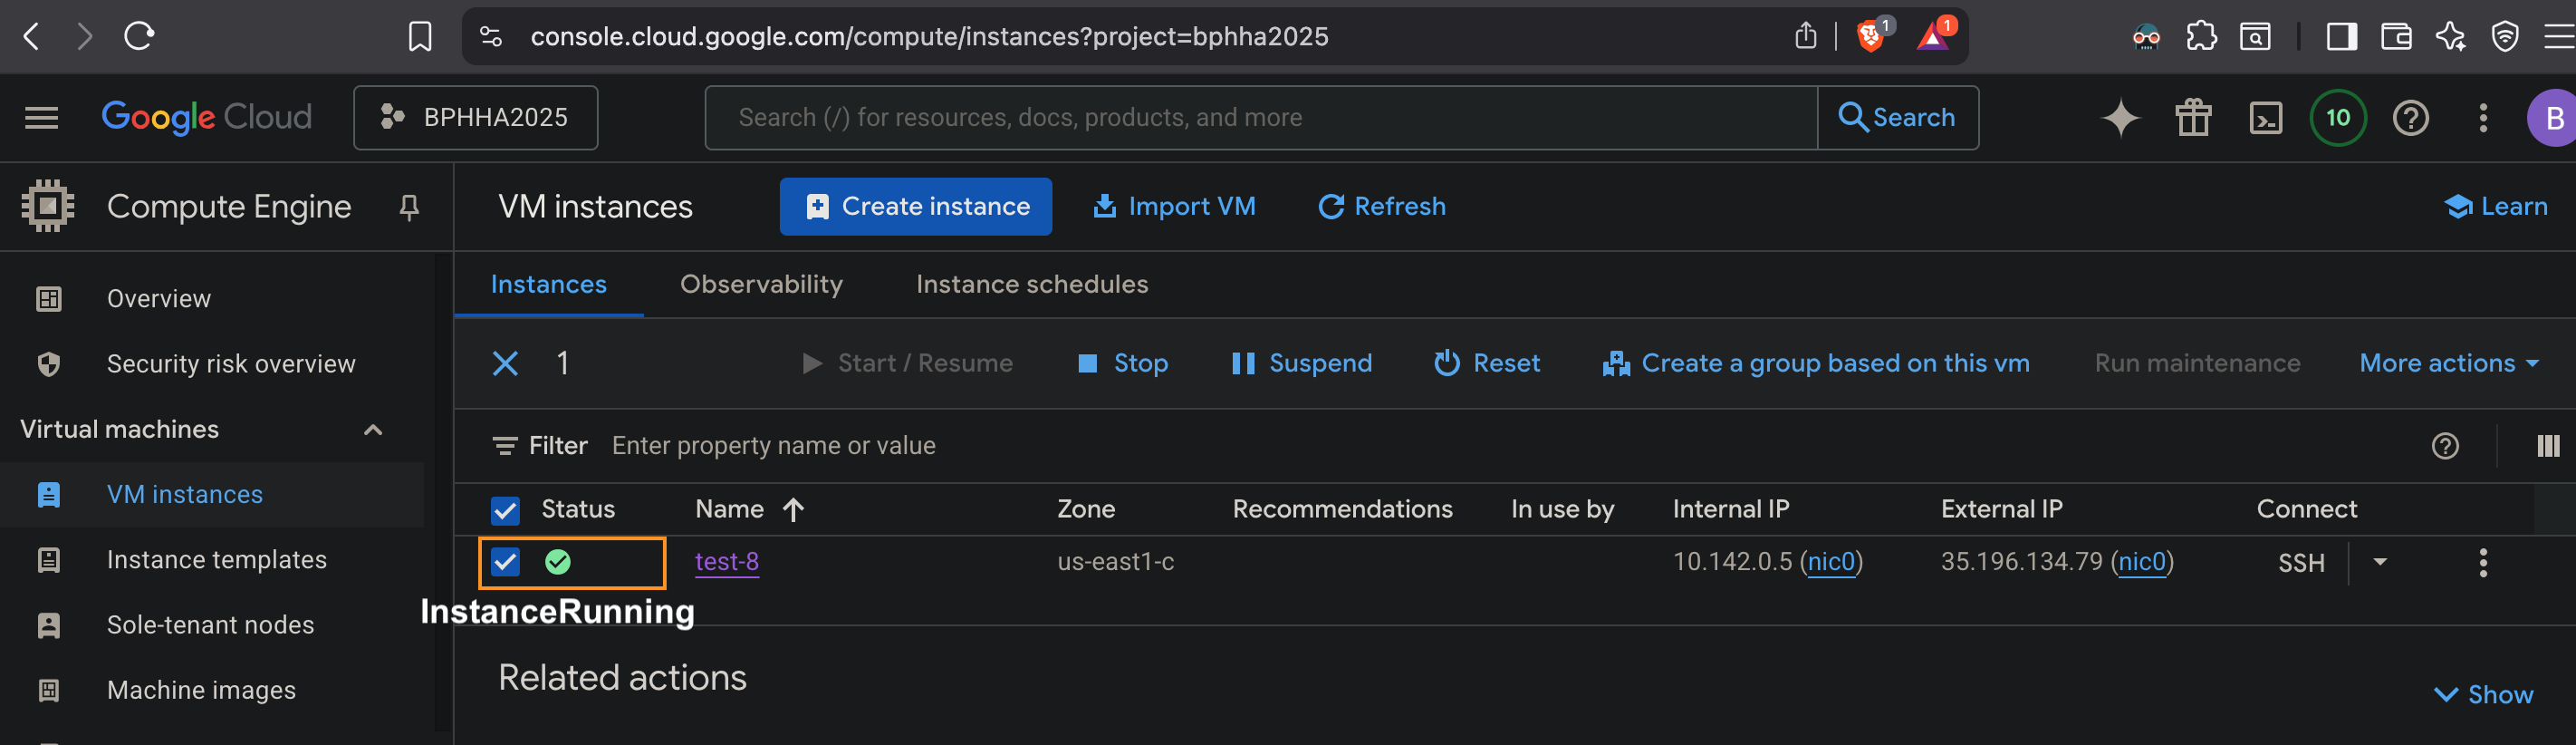 console.cloud.google.com/compute/instances?project=bphha2025
1
1
Google Cloud
BPHHA2025
Search (/) for resources, docs, products, and more
Search
10
B
Compute Engine
VM instances
Create instance
Import VM
Refresh
Learn
Overview
Security risk overview
Virtual machines
VM instances
Instance templates
Sole-tenant nodes
Machine images
Instances
Observability
Instance schedules
1
Start / Resume
Stop
Suspend
Reset
Create a group based on this vm
Run maintenance
More actions
Filter
Enter property name or value
Status
Name
Zone
Recommendations
In use by
Internal IP
External IP
Connect
test-8
us-east1-c
10.142.0.5 (nic0)
35.196.134.79 (nic0)
SSH
InstanceRunning
Related actions
Show